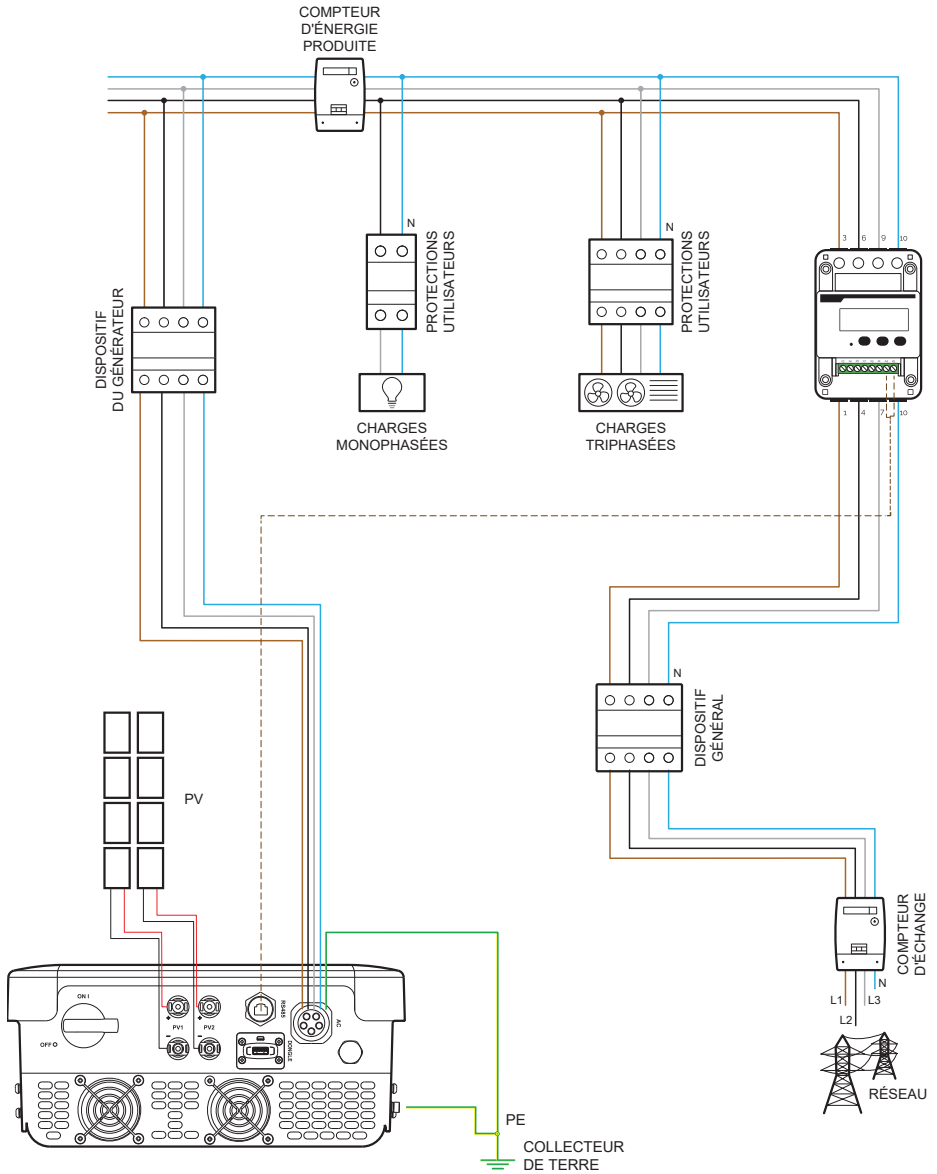 COMPTEUR
D'ÉNERGIE
PRODUITE
N
N
PROTECTIONS
UTILISATEURS
PROTECTIONS
UTILISATEURS
3 6 9 10
DISPOSITIF
DU GÉNÉRATEUR
CHARGES
MONOPHASÉES
CHARGES
TRIPHASÉES
1 4 7 10
N
DISPOSITIF
GÉNÉRAL
PV
COMPTEUR
D'ÉCHANGE
N
L1 L3
L2
RÉSEAU
ON I
OFF O
+ +
PV1 PV2
- -
RS485
DONGLE
AC
PE
COLLECTEUR
DE TERRE